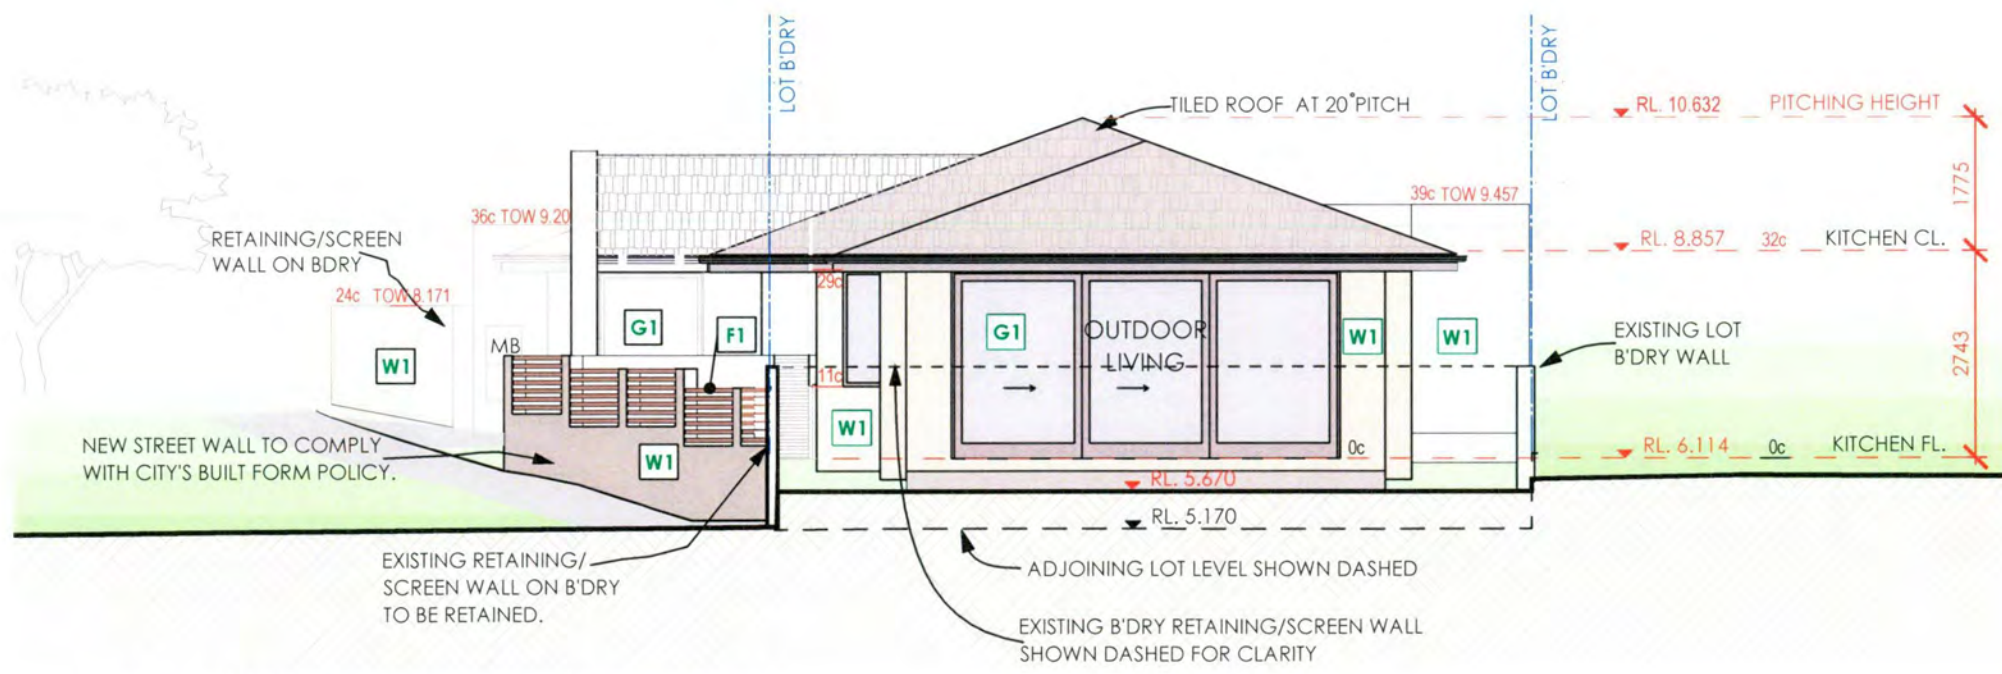 LOT B'DRY
LOT B'DRY
TILED ROOF AT 20°PITCH
RL. 10.632 PITCHING HEIGHT
1775
39c TOW 9.457
36c TOW 9.20
RETAINING/SCREEN
WALL ON BDRY
RL. 8.857 32c KITCHEN CL.
24c TOW 8.171
29c
G1
F1
G1
OUTDOOR
LIVING
W1
W1
EXISTING LOT
B'DRY WALL
2743
MB
W1
11c
W1
NEW STREET WALL TO COMPLY
WITH CITY'S BUILT FORM POLICY.
W1
0c
RL. 6.114 0c KITCHEN FL.
RL. 5.670
RL. 5.170
EXISTING RETAINING/
SCREEN WALL ON B'DRY
TO BE RETAINED.
ADJOINING LOT LEVEL SHOWN DASHED
EXISTING B'DRY RETAINING/SCREEN WALL
SHOWN DASHED FOR CLARITY